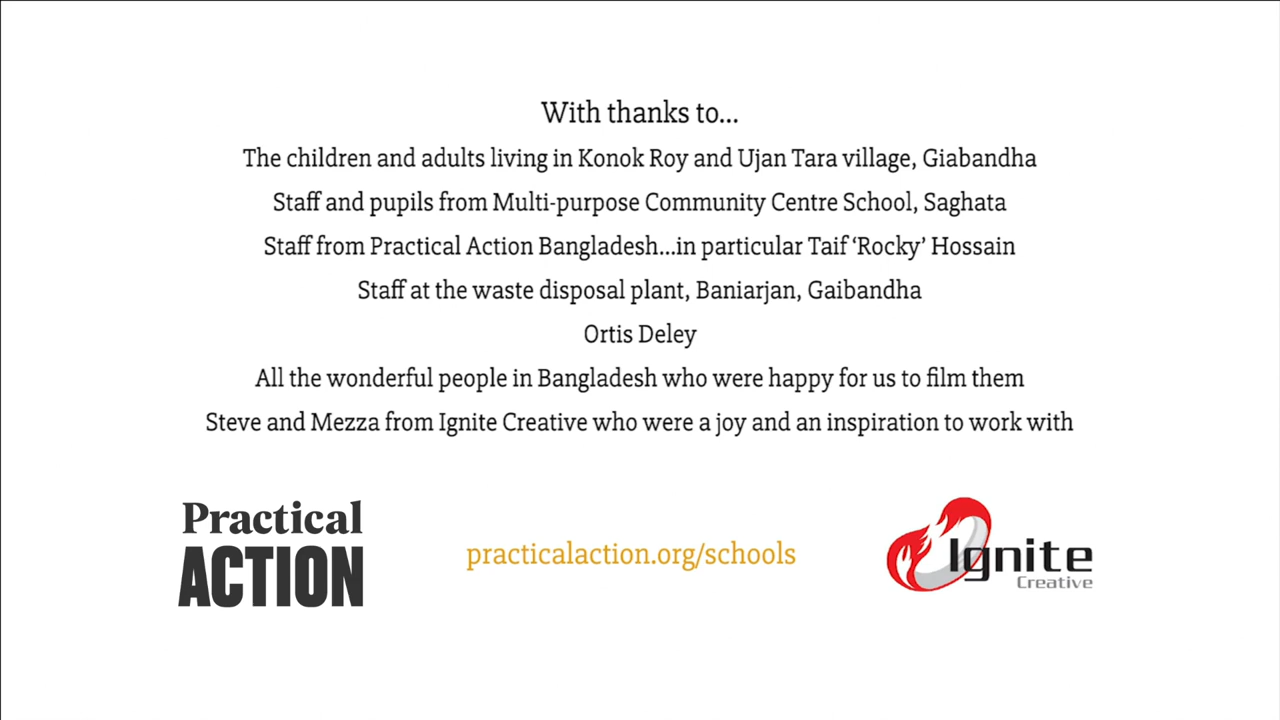 With thanks to...
The children and adults living in Konok Roy and Ujan Tara village, Giabandha
Staff and pupils from Multi-purpose Community Centre School, Saghata
Staff from Practical Action Bangladesh...in particular Taif ‘Rocky’ Hossain
Staff at the waste disposal plant, Baniarjan, Gaibandha
Ortis Deley
All the wonderful people in Bangladesh who were happy for us to film them
Steve and Mezza from Ignite Creative who were a joy and an inspiration to work with
Practical
ACTION
practicalaction.org/schools
Ignite
Creative